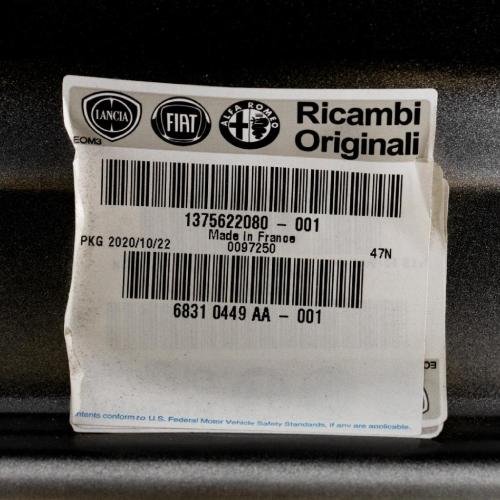 LANCIA FIAT ALFA ROMEO Ricambi
Originali
EOM3
1375622080 - 001
Made in France
PKG 2020/10/22 0097250 47N
6831 0449 AA - 001
ntents conform to U.S. Federal Motor Vehicle Safety Standards, if any are applicable.